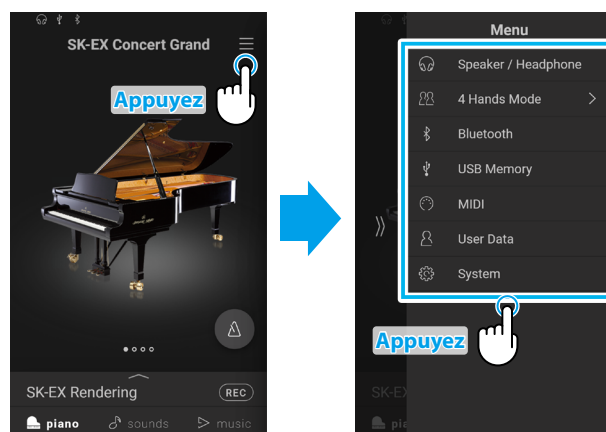 SK-EX Concert Grand
Appuyez
SK-EX Rendering
REC
piano
sounds
music
Menu
Speaker / Headphone
4 Hands Mode
Bluetooth
USB Memory
MIDI
User Data
System
Appuyez
SK-EX
pia